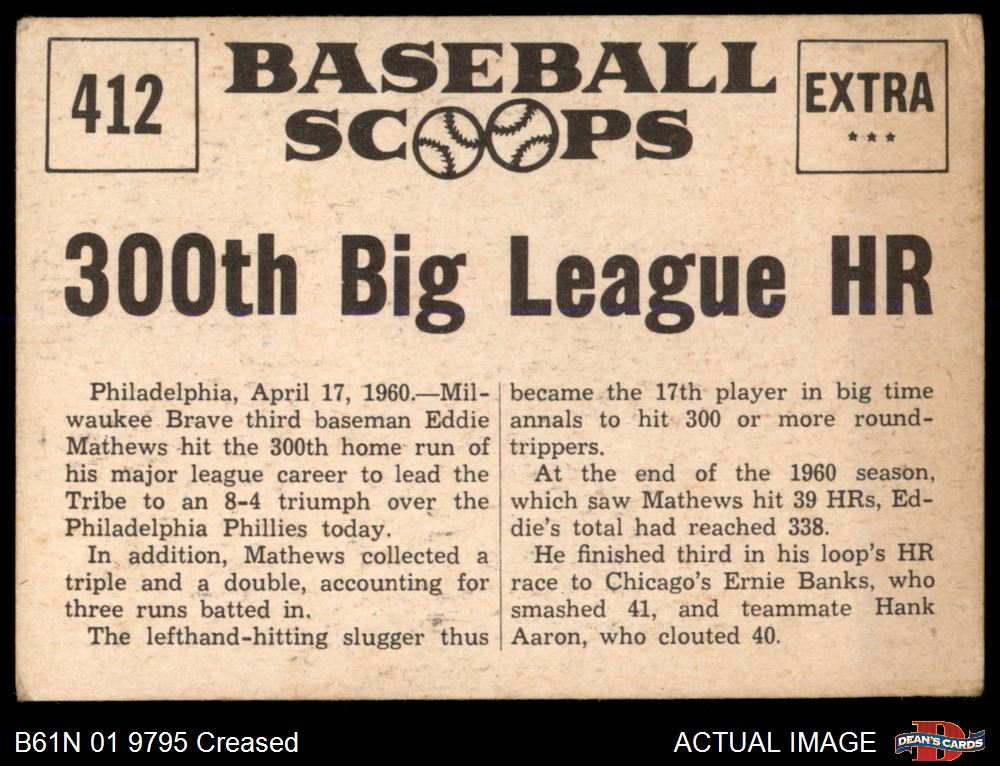 412
BASEBALL
SCOOPS
EXTRA
***
300th Big League HR
Philadelphia, April 17, 1960.—Mil-
waukee Brave third baseman Eddie
Mathews hit the 300th home run of
his major league career to lead the
Tribe to an 8-4 triumph over the
Philadelphia Phillies today.
In addition, Mathews collected a
triple and a double, accounting for
three runs batted in.
The lefthand-hitting slugger thus
became the 17th player in big time
annals to hit 300 or more round-
trippers.
At the end of the 1960 season,
which saw Mathews hit 39 HRs, Ed-
die's total had reached 338.
He finished third in his loop's HR
race to Chicago's Ernie Banks, who
smashed 41, and teammate Hank
Aaron, who clouted 40.
B61N 01 9795 Creased
ACTUAL IMAGE
D
DEAN'S CARDS